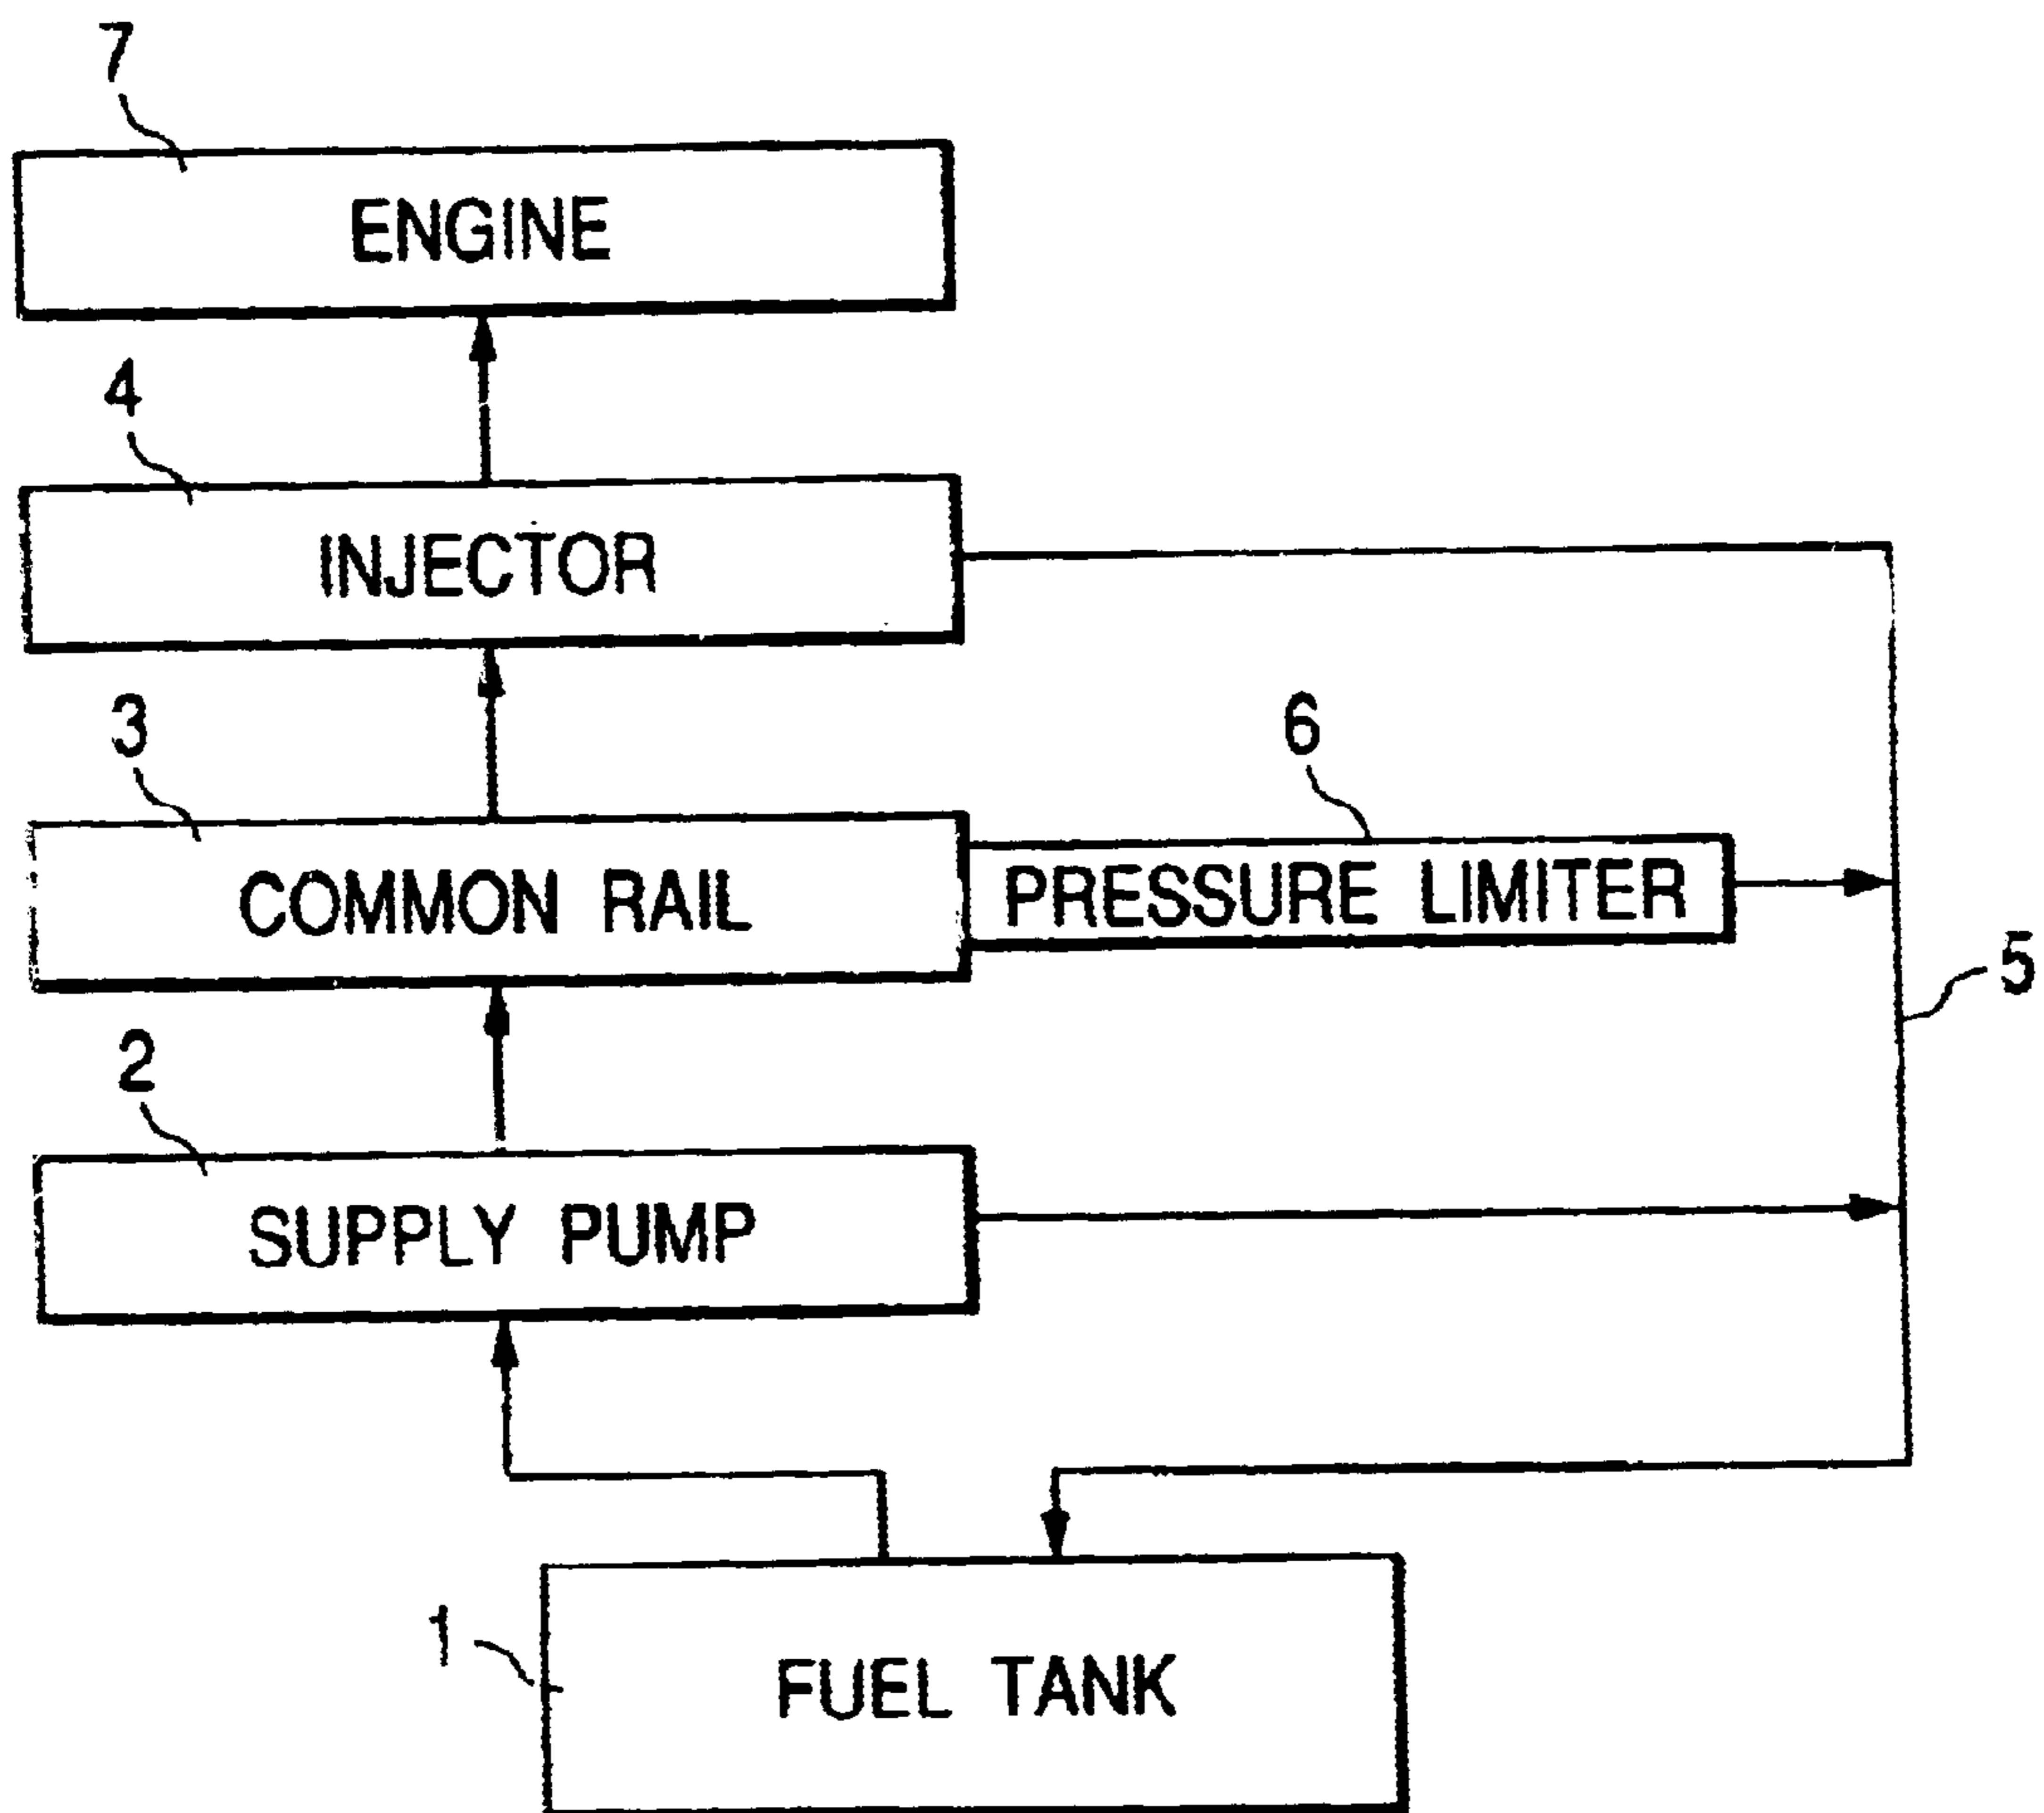 7
ENGINE
4
INJECTOR
3
6
COMMON RAIL
PRESSURE LIMITER
5
2
SUPPLY PUMP
1
FUEL TANK